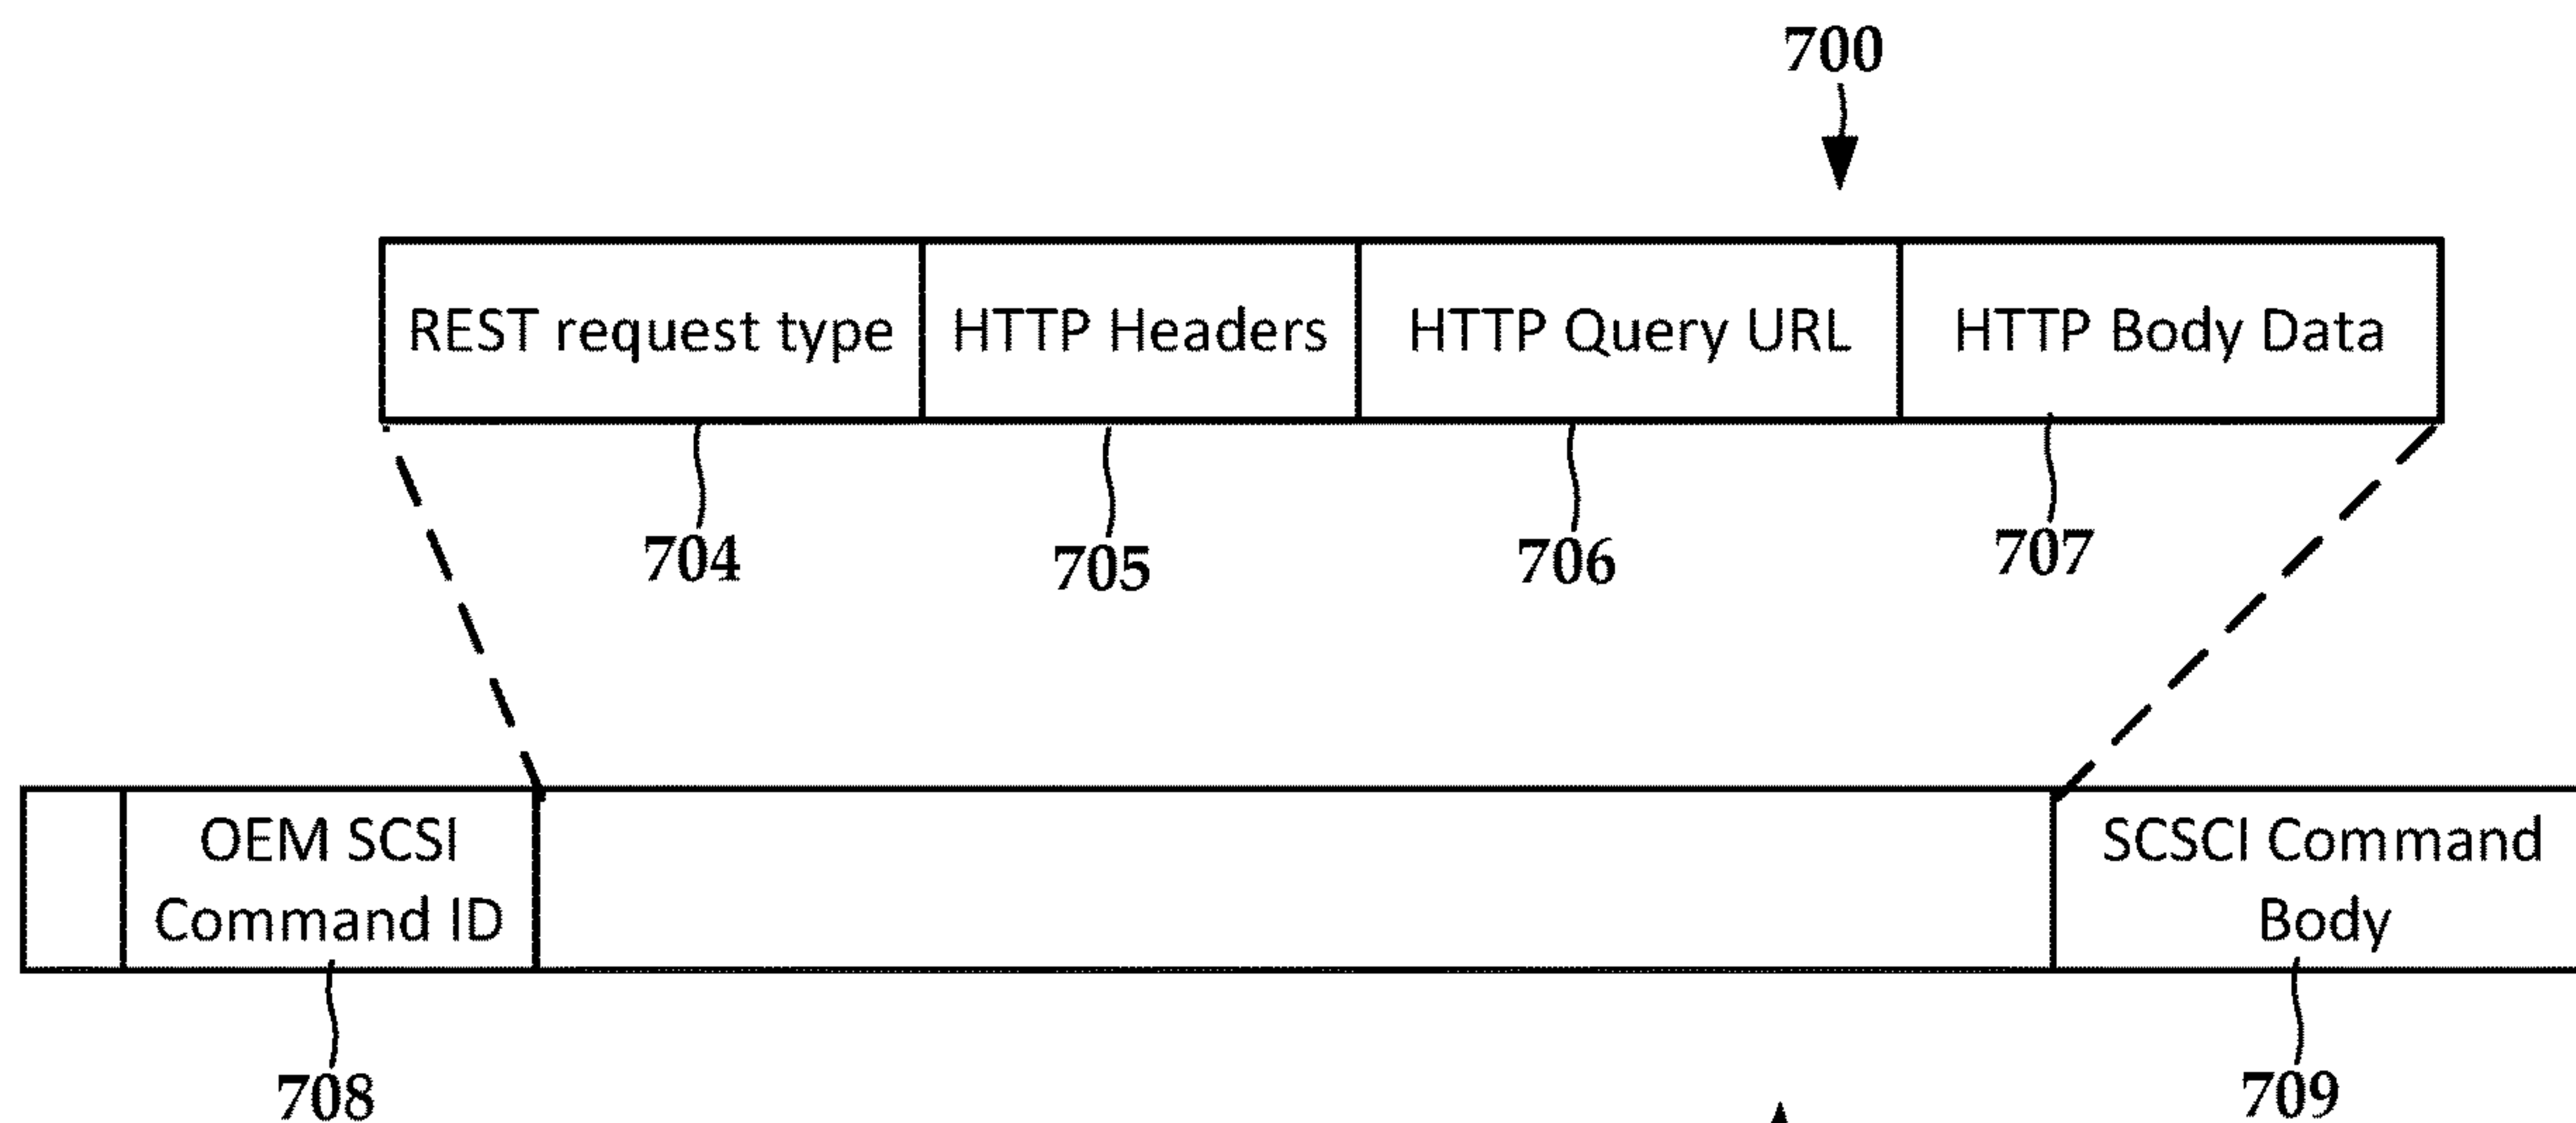 700
REST request type HTTP Headers HTTP Query URL HTTP Body Data
704 705 706 707
OEM SCSI
Command ID
SCSCI Command
Body
708 709